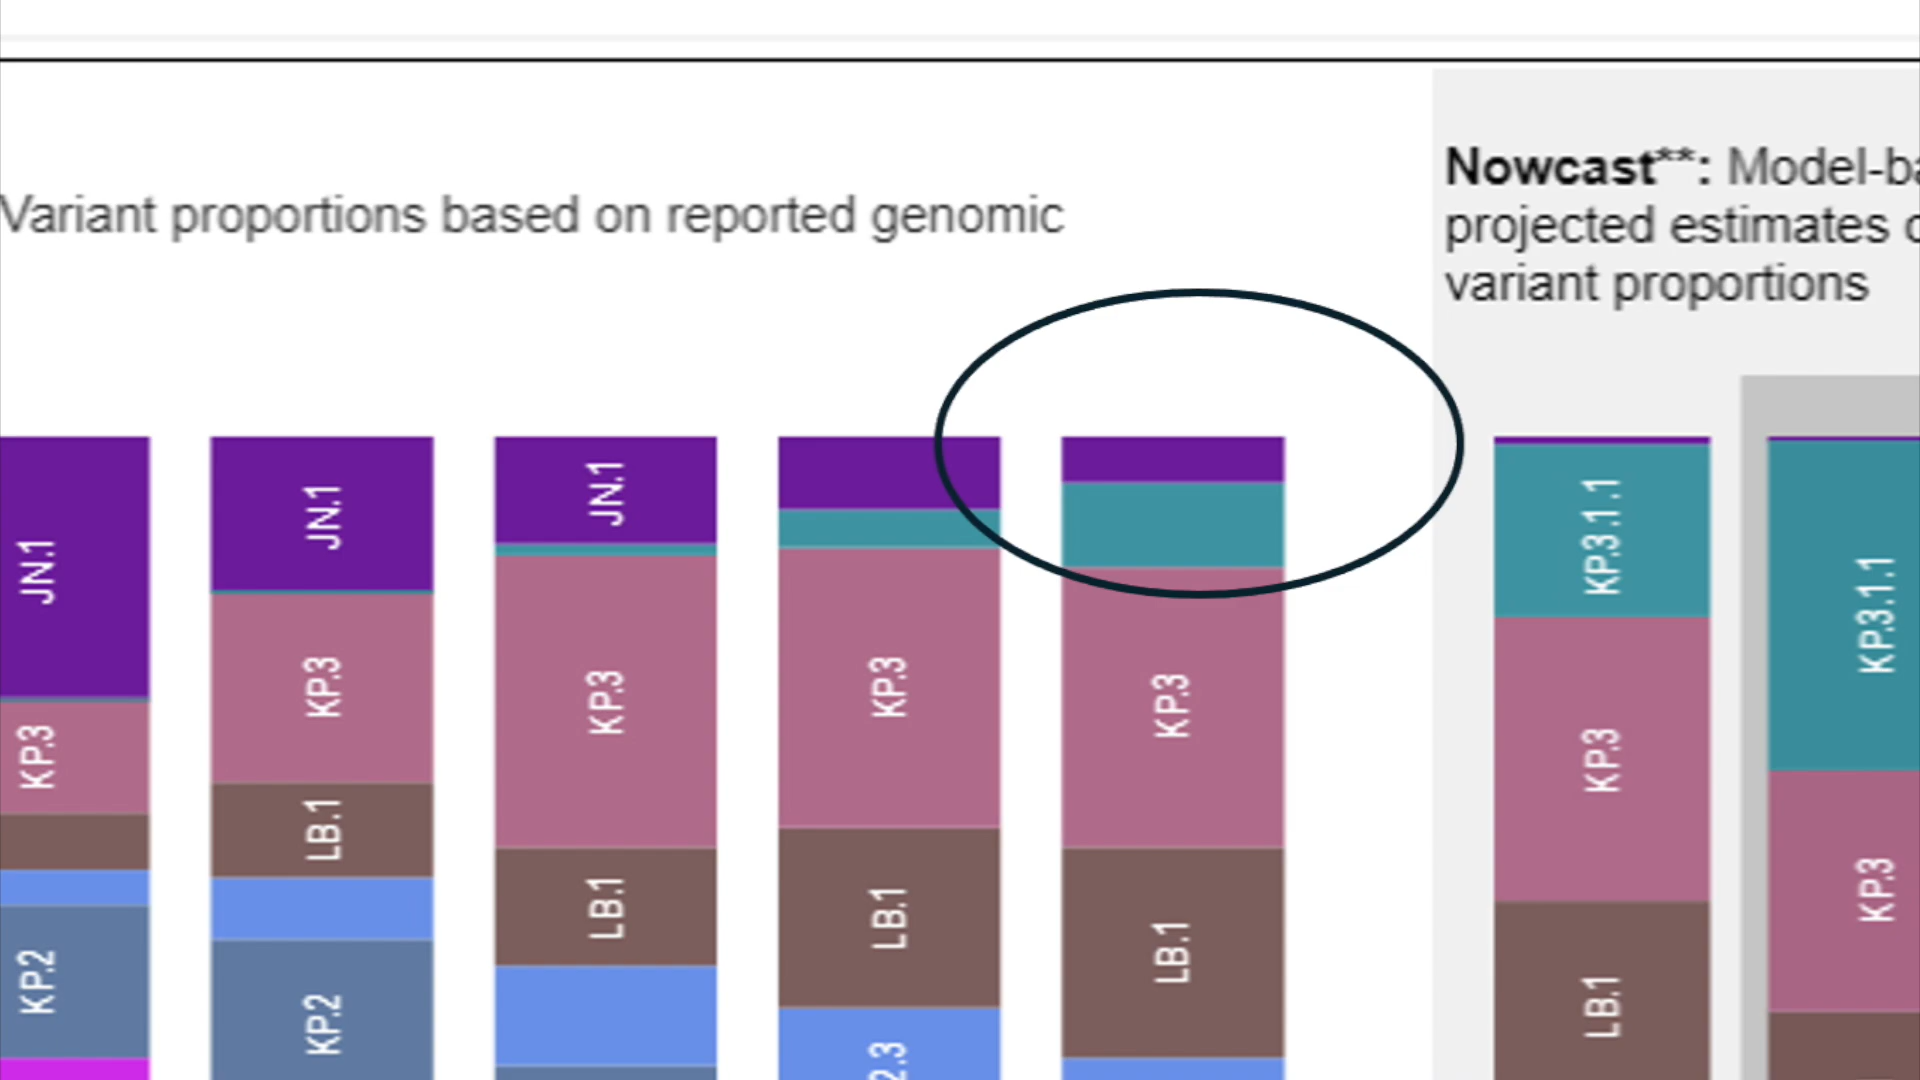 Variant proportions based on reported genomic
Nowcast**: Model-ba
projected estimates o
variant proportions
JN.1
KP.3
KP.2
JN.1
KP.3
LB.1
KP.2
JN.1
KP.3
LB.1
KP.3
LB.1
2.3
KP.3
LB.1
KP.3.1.1
KP.3
LB.1
KP.3.1.1
KP.3